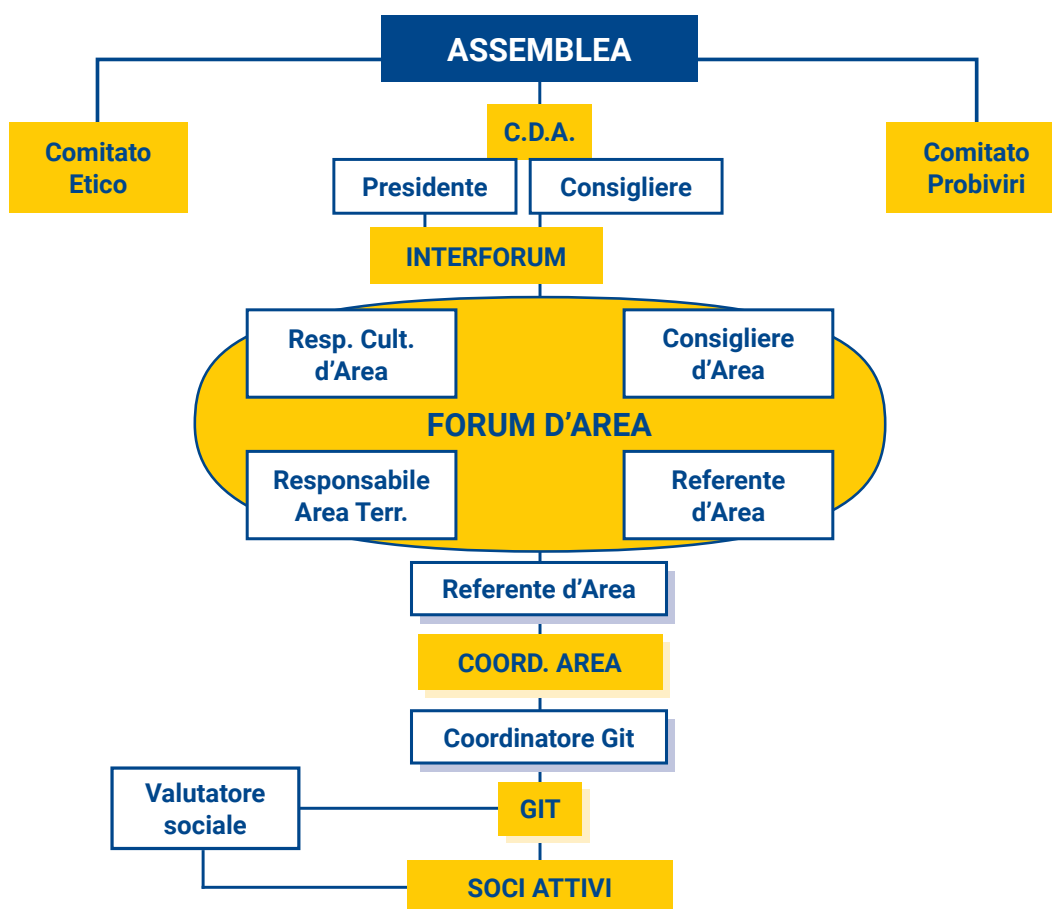 ASSEMBLEA
C.D.A.
Comitato
Etico
Comitato
Probiviri
Presidente
Consigliere
INTERFORUM
Resp. Cult.
d’Area
Consigliere
d’Area
FORUM D’AREA
Responsabile
Area Terr.
Referente
d’Area
Referente d’Area
COORD. AREA
Coordinatore Git
Valutatore
sociale
GIT
SOCI ATTIVI